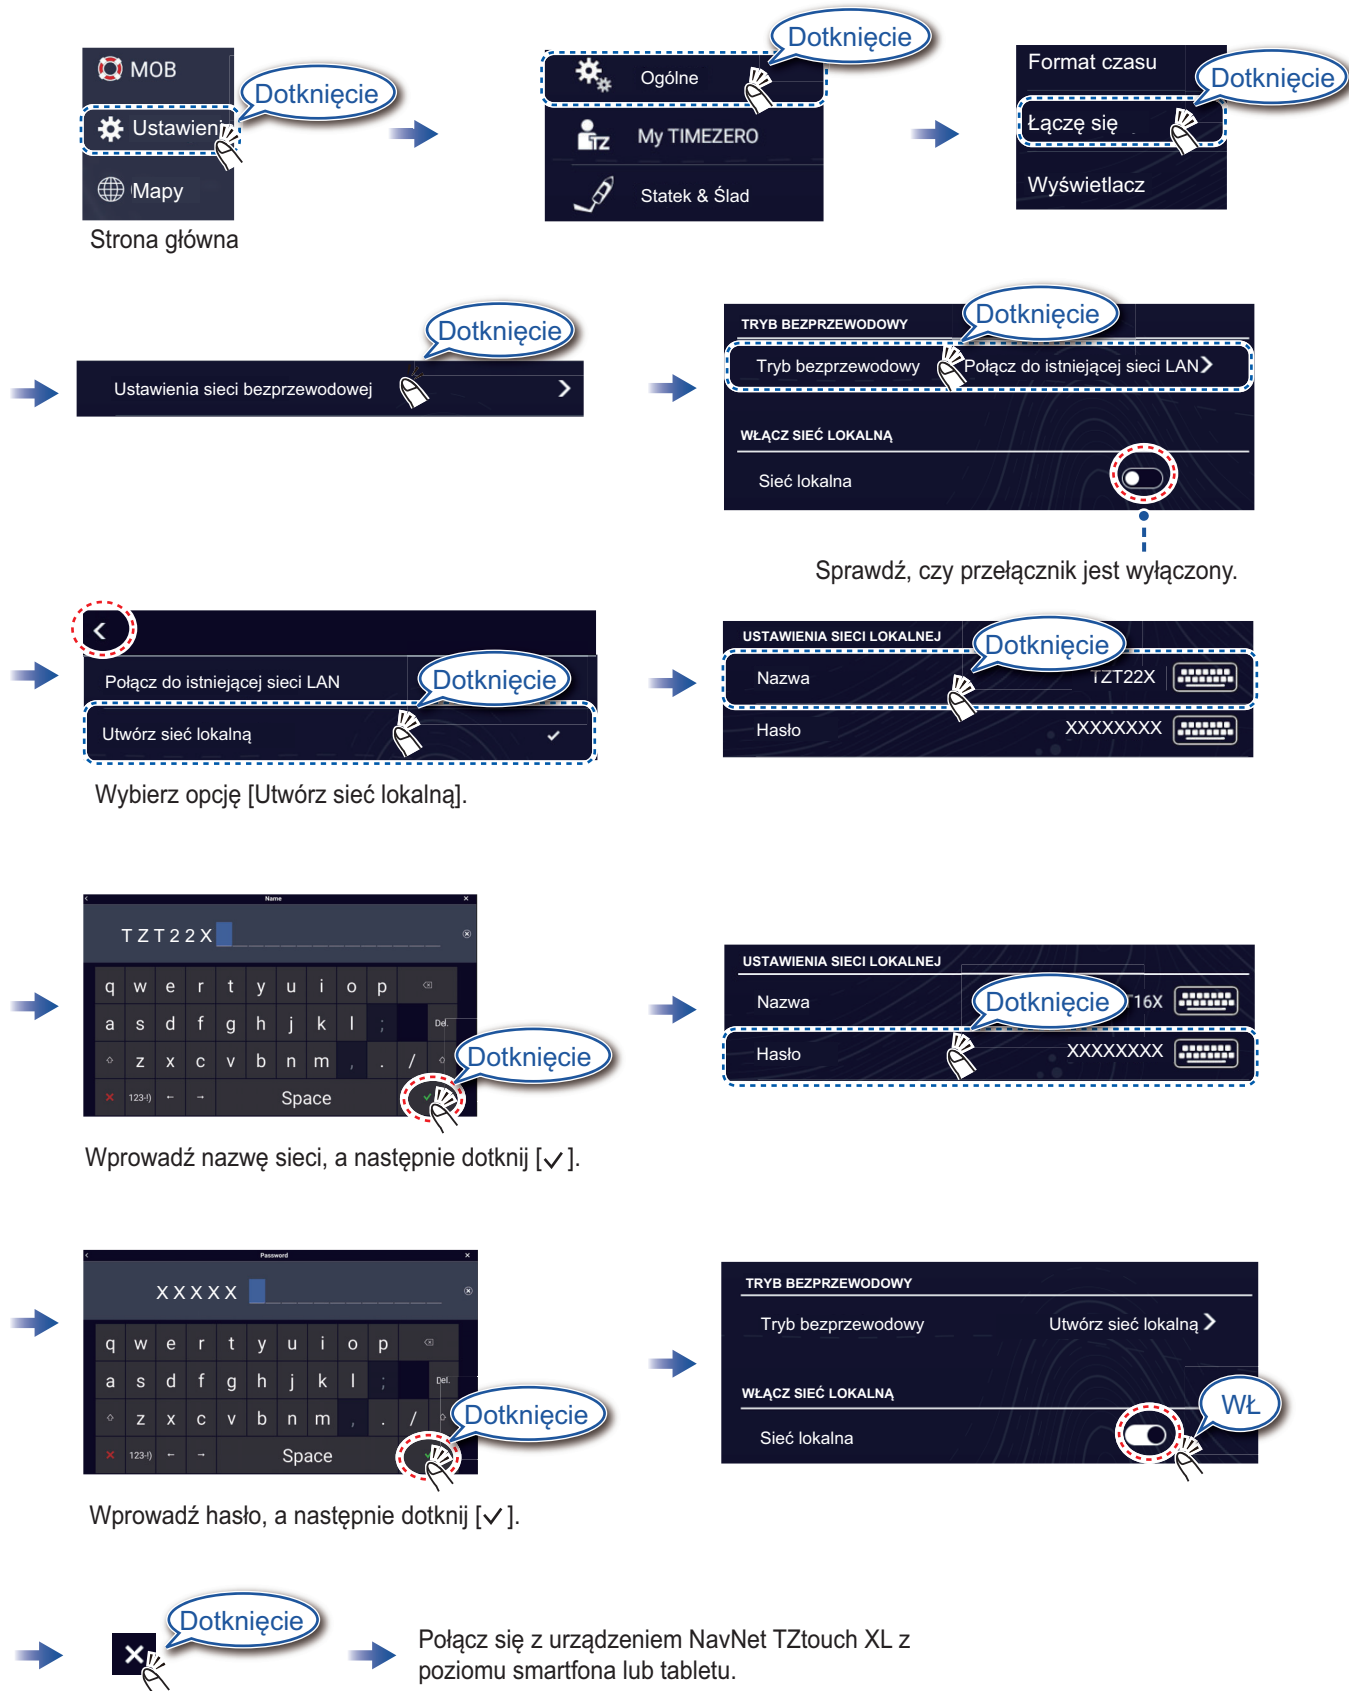 MOB
Ustawieni
Mapy
Dotknięcie
Strona główna
Ogólne
My TIMEZERO
Statek & Ślad
Dotknięcie
Format czasu
Łączę się
Wyświetlacz
Dotknięcie
Ustawienia sieci bezprzewodowej
Dotknięcie
TRYB BEZPRZEWODOWY
Dotknięcie
Tryb bezprzewodowy Połącz do istniejącej sieci LAN
WŁĄCZ SIEĆ LOKALNĄ
Sieć lokalna
Sprawdź, czy przełącznik jest wyłączony.
Połącz do istniejącej sieci LAN
Dotknięcie
Utwórz sieć lokalną
Wybierz opcję [Utwórz sieć lokalną].
USTAWIENIA SIECI LOKALNEJ
Dotknięcie
Nazwa TZT22X
Hasło XXXXXXXX
Name
TZT22X
q w e r t y u i o p
a s d f g h j k l ; Del.
z x c v b n m , . /
123-!) ← → Space
Dotknięcie
Wprowadź nazwę sieci, a następnie dotknij [✓].
USTAWIENIA SIECI LOKALNEJ
Nazwa 16X
Dotknięcie
Hasło XXXXXXXX
Password
XXXXX
q w e r t y u i o p
a s d f g h j k l ; Del.
z x c v b n m , . /
123-!) ← → Space
Dotknięcie
Wprowadź hasło, a następnie dotknij [✓].
TRYB BEZPRZEWODOWY
Tryb bezprzewodowy Utwórz sieć lokalną
WŁĄCZ SIEĆ LOKALNĄ
WŁ
Sieć lokalna
Dotknięcie
Połącz się z urządzeniem NavNet TZtouch XL z
poziomu smartfona lub tabletu.